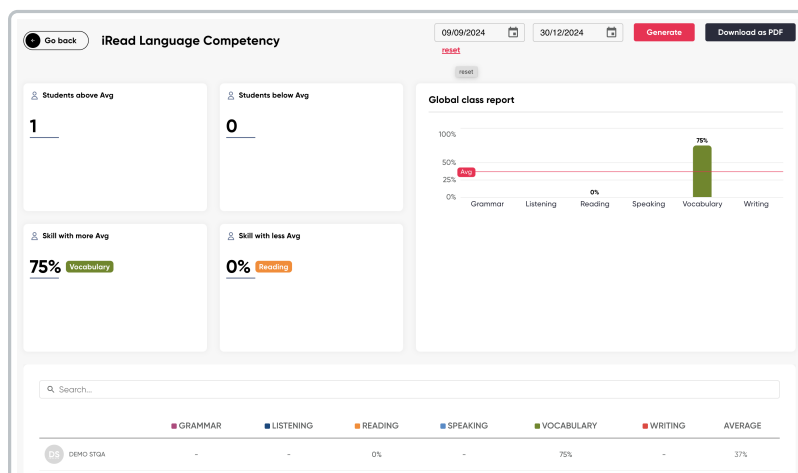 Go back
iRead Language Competency
09/09/2024
30/12/2024
Generate
Download as PDF
reset
reset
Students above Avg
1
Students below Avg
0
Skill with more Avg
75% Vocabulary
Skill with less Avg
0% Reading
Global class report
100%
50%
25%
0%
Avg
0%
75%
Grammar Listening Reading Speaking Vocabulary Writing
Search...
GRAMMAR LISTENING READING SPEAKING VOCABULARY WRITING AVERAGE
DS DEMO STQA - - 0% - 75% - 37%